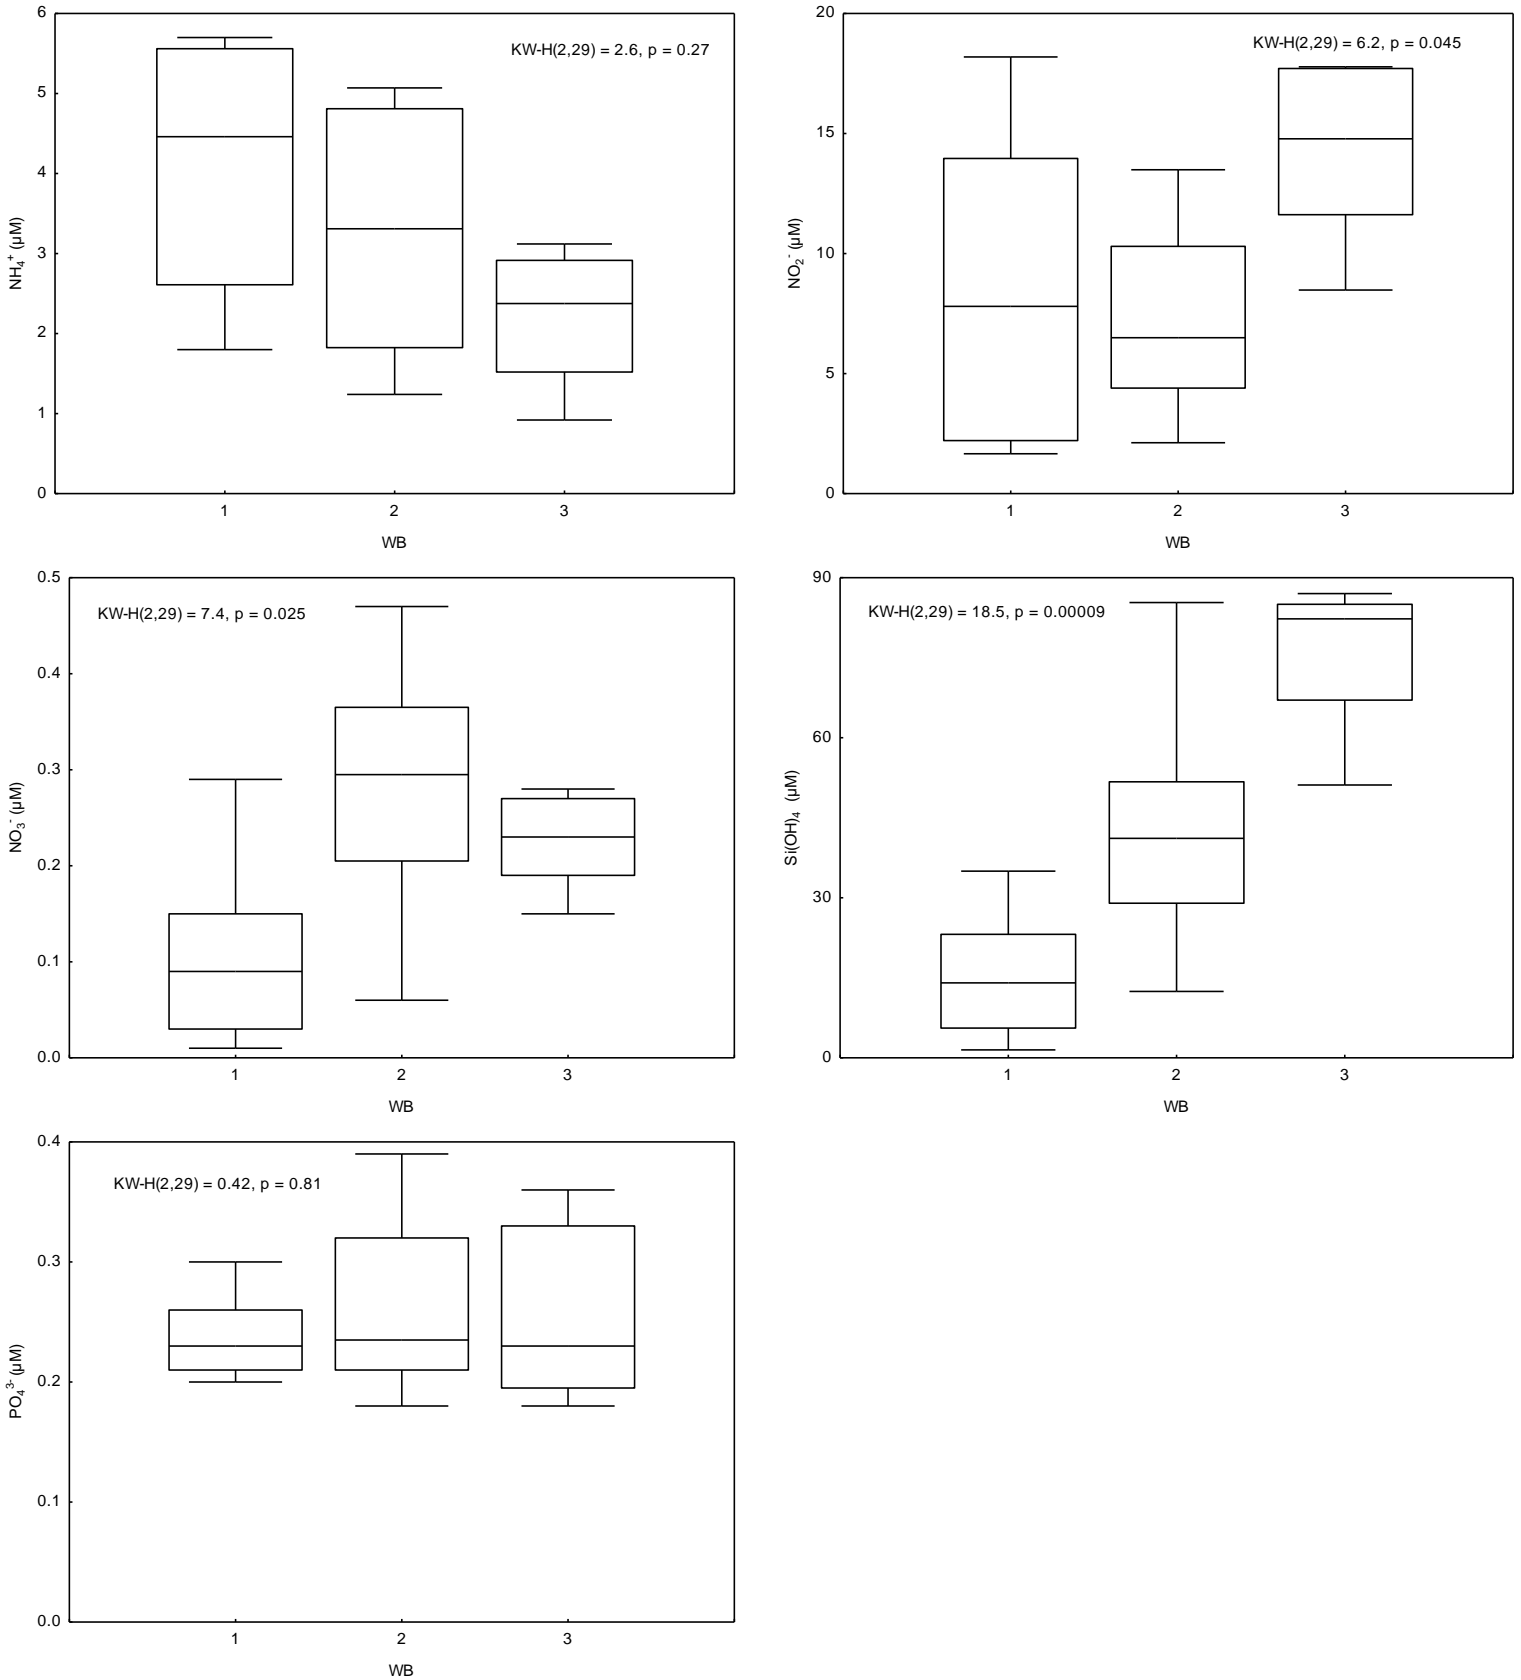 6
5
4
3
2
1
0
NH₄⁺ (µM)
KW-H(2,29) = 2.6, p = 0.27
1 2 3
WB
20
15
10
5
0
NO₂⁻ (µM)
KW-H(2,29) = 6.2, p = 0.045
1 2 3
WB
0.5
0.4
0.3
0.2
0.1
0.0
NO₃⁻ (µM)
KW-H(2,29) = 7.4, p = 0.025
1 2 3
WB
90
60
30
0
Si(OH)₄ (µM)
KW-H(2,29) = 18.5, p = 0.00009
1 2 3
WB
0.4
0.3
0.2
0.1
0.0
PO₄³⁻ (µM)
KW-H(2,29) = 0.42, p = 0.81
1 2 3
WB